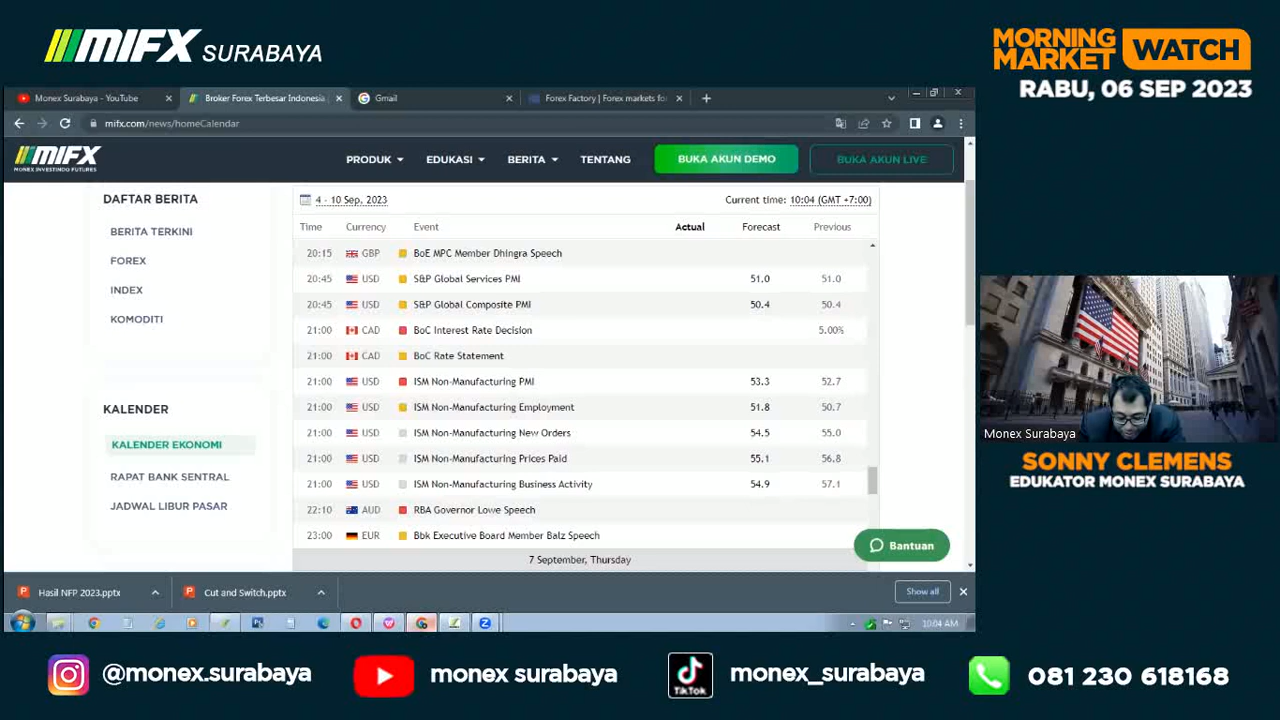 MIFX SURABAYA
MORNING
MARKET WATCH
RABU, 06 SEP 2023
Monex Surabaya - YouTube
Broker Forex Terbesar Indonesia
Gmail
Forex Factory | Forex markets fo
mifx.com/news/homeCalendar
MIFX
MONEX INVESTINDO FUTURES
PRODUK
EDUKASI
BERITA
TENTANG
BUKA AKUN DEMO
BUKA AKUN LIVE
DAFTAR BERITA
BERITA TERKINI
FOREX
INDEX
KOMODITI
KALENDER
KALENDER EKONOMI
RAPAT BANK SENTRAL
JADWAL LIBUR PASAR
4 - 10 Sep, 2023
Current time: 10:04 (GMT +7:00)
Time Currency Event Actual Forecast Previous
20:15 GBP BoE MPC Member Dhingra Speech
20:45 USD S&P Global Services PMI 51.0 51.0
20:45 USD S&P Global Composite PMI 50.4 50.4
21:00 CAD BoC Interest Rate Decision 5.00%
21:00 CAD BoC Rate Statement
21:00 USD ISM Non-Manufacturing PMI 53.3 52.7
21:00 USD ISM Non-Manufacturing Employment 51.8 50.7
21:00 USD ISM Non-Manufacturing New Orders 54.5 55.0
21:00 USD ISM Non-Manufacturing Prices Paid 55.1 56.8
21:00 USD ISM Non-Manufacturing Business Activity 54.9 57.1
22:10 AUD RBA Governor Lowe Speech
23:00 EUR Bbk Executive Board Member Balz Speech
7 September, Thursday
Bantuan
Monex Surabaya
SONNY CLEMENS
EDUKATOR MONEX SURABAYA
Hasil NFP 2023.pptx
Cut and Switch.pptx
Show all
10:04 AM
@monex.surabaya
monex surabaya
TikTok
monex_surabaya
081 230 618168